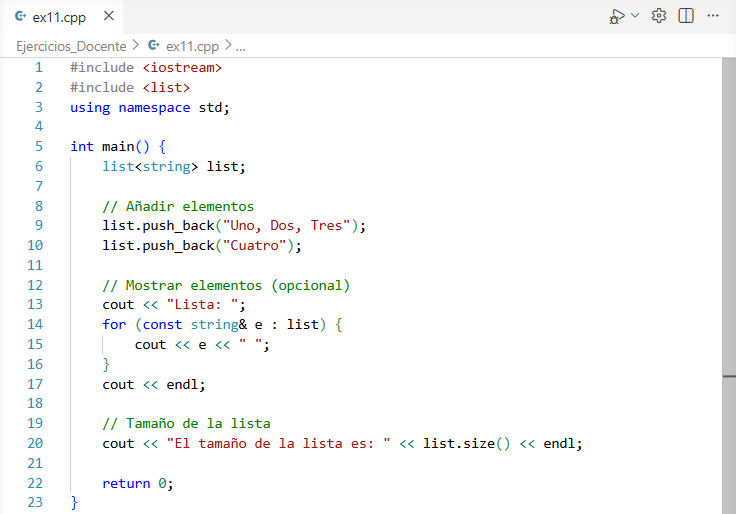 ex11.cpp
Ejercicios_Docente > ex11.cpp > ...
1 #include <iostream>
2 #include <list>
3 using namespace std;
4
5 int main() {
6     list<string> list;
7
8     // Añadir elementos
9     list.push_back("Uno, Dos, Tres");
10     list.push_back("Cuatro");
11
12     // Mostrar elementos (opcional)
13     cout << "Lista: ";
14     for (const string& e : list) {
15         cout << e << " ";
16     }
17     cout << endl;
18
19     // Tamaño de la lista
20     cout << "El tamaño de la lista es: " << list.size() << endl;
21
22     return 0;
23 }